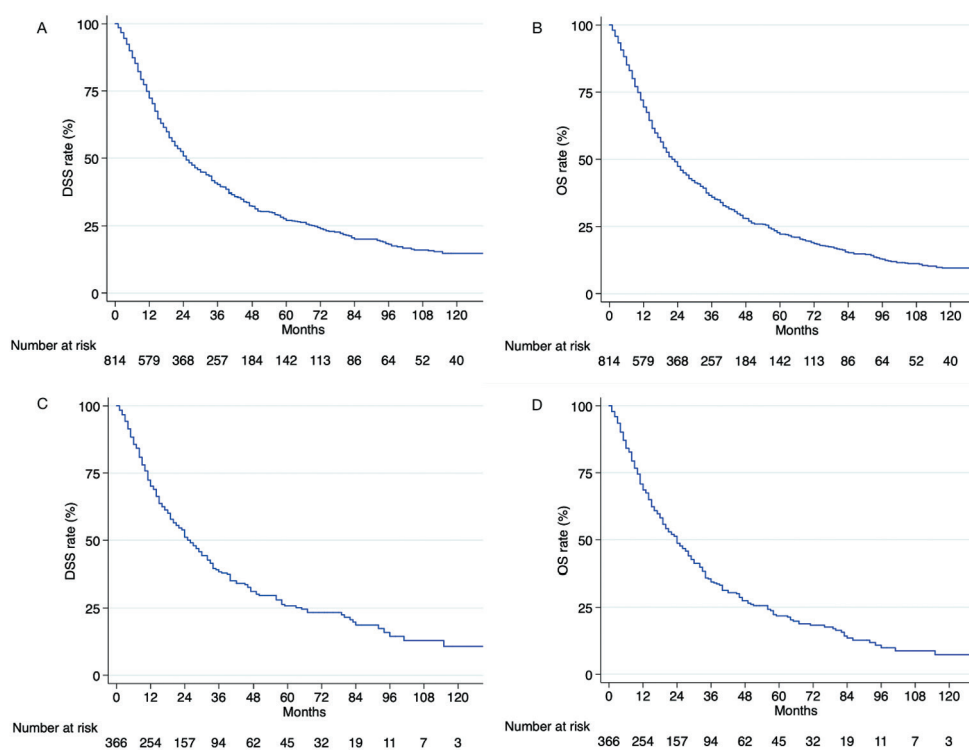 A
DSS rate (%)
100
75
50
25
0
0 12 24 36 48 60 72 84 96 108 120
Months
Number at risk
814 579 368 257 184 142 113 86 64 52 40
B
OS rate (%)
100
75
50
25
0
0 12 24 36 48 60 72 84 96 108 120
Months
Number at risk
814 579 368 257 184 142 113 86 64 52 40
C
DSS rate (%)
100
75
50
25
0
0 12 24 36 48 60 72 84 96 108 120
Months
Number at risk
366 254 157 94 62 45 32 19 11 7 3
D
OS rate (%)
100
75
50
25
0
0 12 24 36 48 60 72 84 96 108 120
Months
Number at risk
366 254 157 94 62 45 32 19 11 7 3